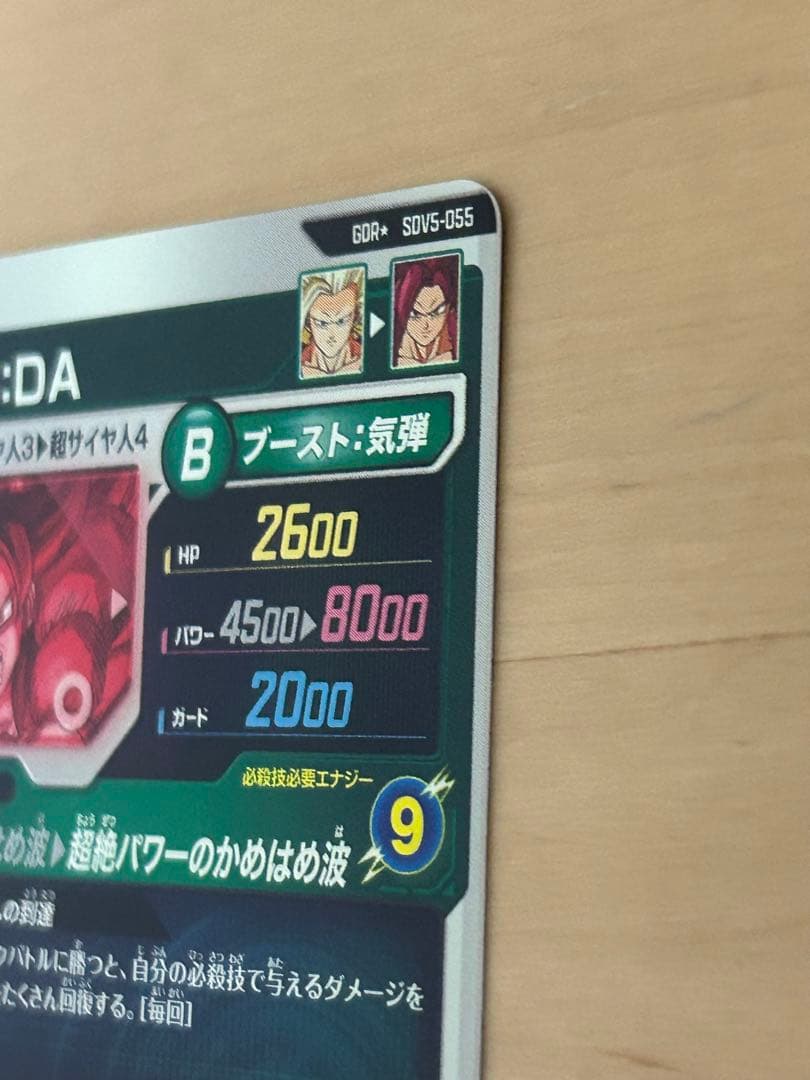 GDR★ SDV5-055
:DA
人3▶超サイヤ人4
B ブースト:気弾
HP 2600
パワー 4500▶8000
ガード 2000
必殺技必要エナジー
9
め波▶超絶パワーのかめはめ波
の到達
バトルに勝つと、自分の必殺技で与えるダメージを
たくさん回復する。[毎回]